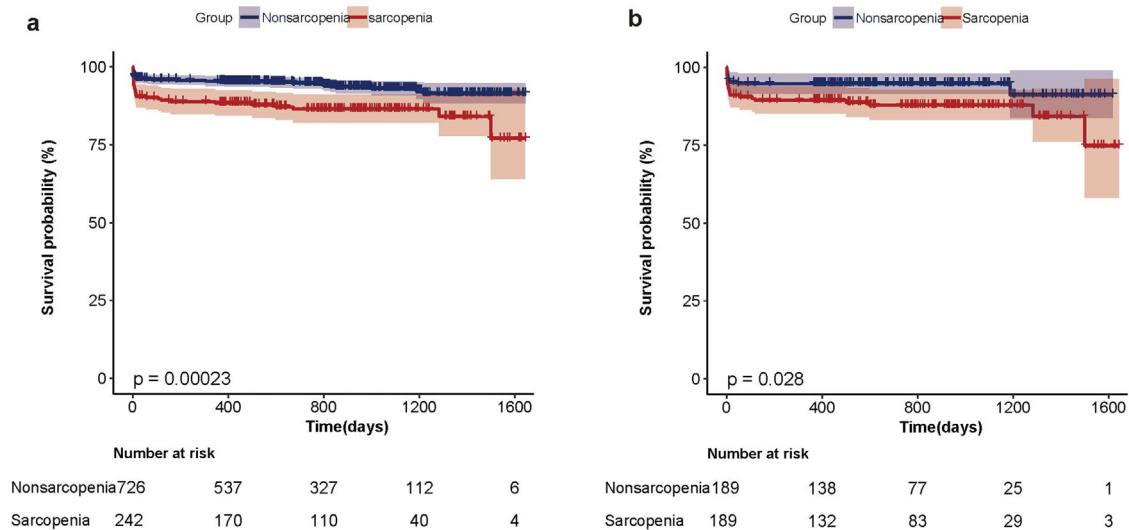 a
Group Nonsarcopenia sarcopenia
100
75
50
25
0
Survival probability (%)
p = 0.00023
0 400 800 1200 1600
Time(days)
Number at risk
Nonsarcopenia 726 537 327 112 6
Sarcopenia 242 170 110 40 4
b
Group Nonsarcopenia Sarcopenia
100
75
50
25
0
Survival probability (%)
p = 0.028
0 400 800 1200 1600
Time(days)
Number at risk
Nonsarcopenia 189 138 77 25 1
Sarcopenia 189 132 83 29 3